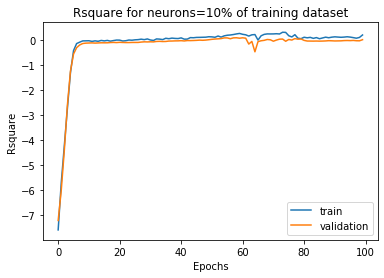 Rsquare for neurons=10% of training dataset
0
−1
−2
−3
−4
−5
−6
−7
Rsquare
0
20
40
60
80
100
Epochs
train
validation